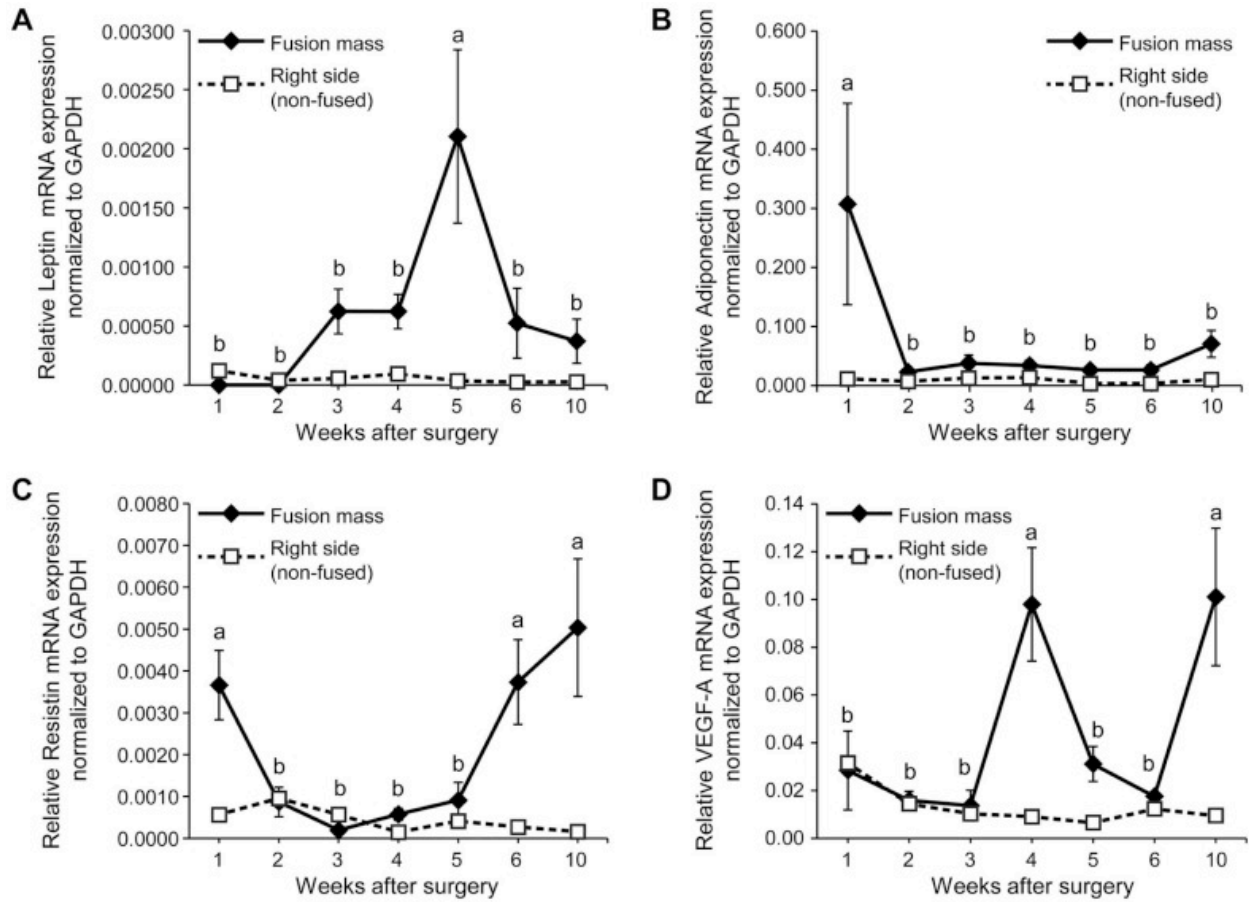 A
Relative Leptin mRNA expression
normalized to GAPDH
0.00300
0.00250
0.00200
0.00150
0.00100
0.00050
0.00000
Fusion mass
Right side
(non-fused)
b b b b a b b
1 2 3 4 5 6 10
Weeks after surgery
B
Relative Adiponectin mRNA expression
normalized to GAPDH
0.600
0.500
0.400
0.300
0.200
0.100
0.000
Fusion mass
Right side
(non-fused)
a b b b b b b
1 2 3 4 5 6 10
Weeks after surgery
C
Relative Resistin mRNA expression
normalized to GAPDH
0.0080
0.0070
0.0060
0.0050
0.0040
0.0030
0.0020
0.0010
0.0000
Fusion mass
Right side
(non-fused)
a b b b b a a
1 2 3 4 5 6 10
Weeks after surgery
D
Relative VEGF-A mRNA expression
normalized to GAPDH
0.14
0.12
0.10
0.08
0.06
0.04
0.02
0.00
Fusion mass
Right side
(non-fused)
b b b a b b a
1 2 3 4 5 6 10
Weeks after surgery